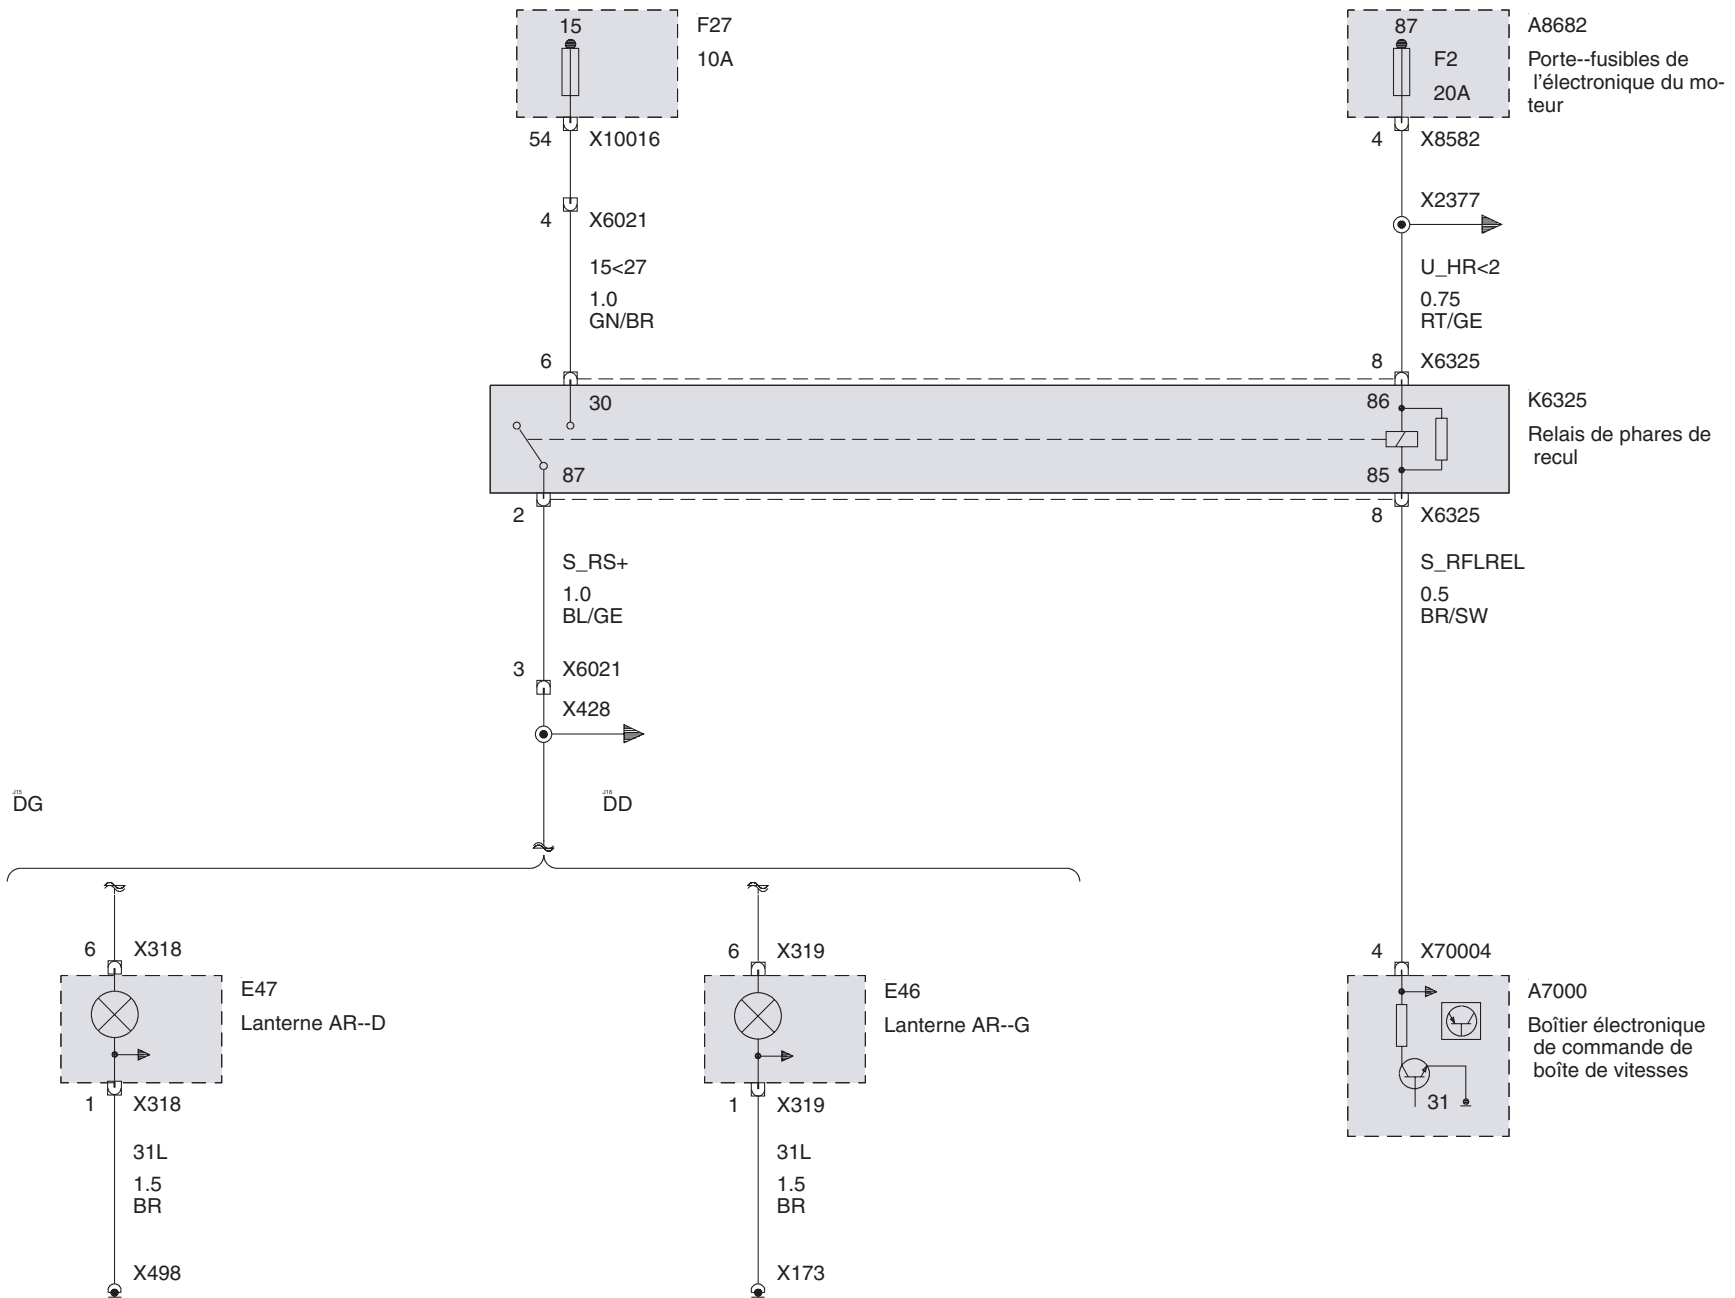 15
F27
10A
54
X10016
4
X6021
15<27
1.0
GN/BR
6
87
F2
20A
A8682
Porte--fusibles de
l'électronique du mo-
teur
4
X8582
X2377
U_HR<2
0.75
RT/GE
8
X6325
30
87
86
85
K6325
Relais de phares de
recul
2
8
X6325
S_RS+
1.0
BL/GE
3
X6021
X428
S_RFLREL
0.5
BR/SW
J15
DG
J16
DD
6
X318
E47
Lanterne AR--D
1
X318
31L
1.5
BR
X498
6
X319
E46
Lanterne AR--G
1
X319
31L
1.5
BR
X173
4
X70004
A7000
Boîtier électronique
de commande de
boîte de vitesses
31